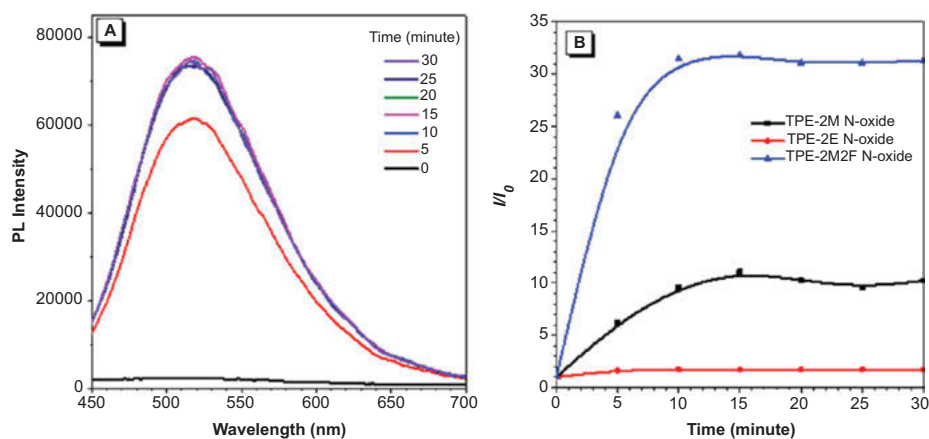 A
80000
60000
40000
20000
0
PL Intensity
450 500 550 600 650 700
Wavelength (nm)
Time (minute)
30
25
20
15
10
5
0
B
35
30
25
20
15
10
5
0
I/I0
TPE-2M N-oxide
TPE-2E N-oxide
TPE-2M2F N-oxide
0 5 10 15 20 25 30
Time (minute)